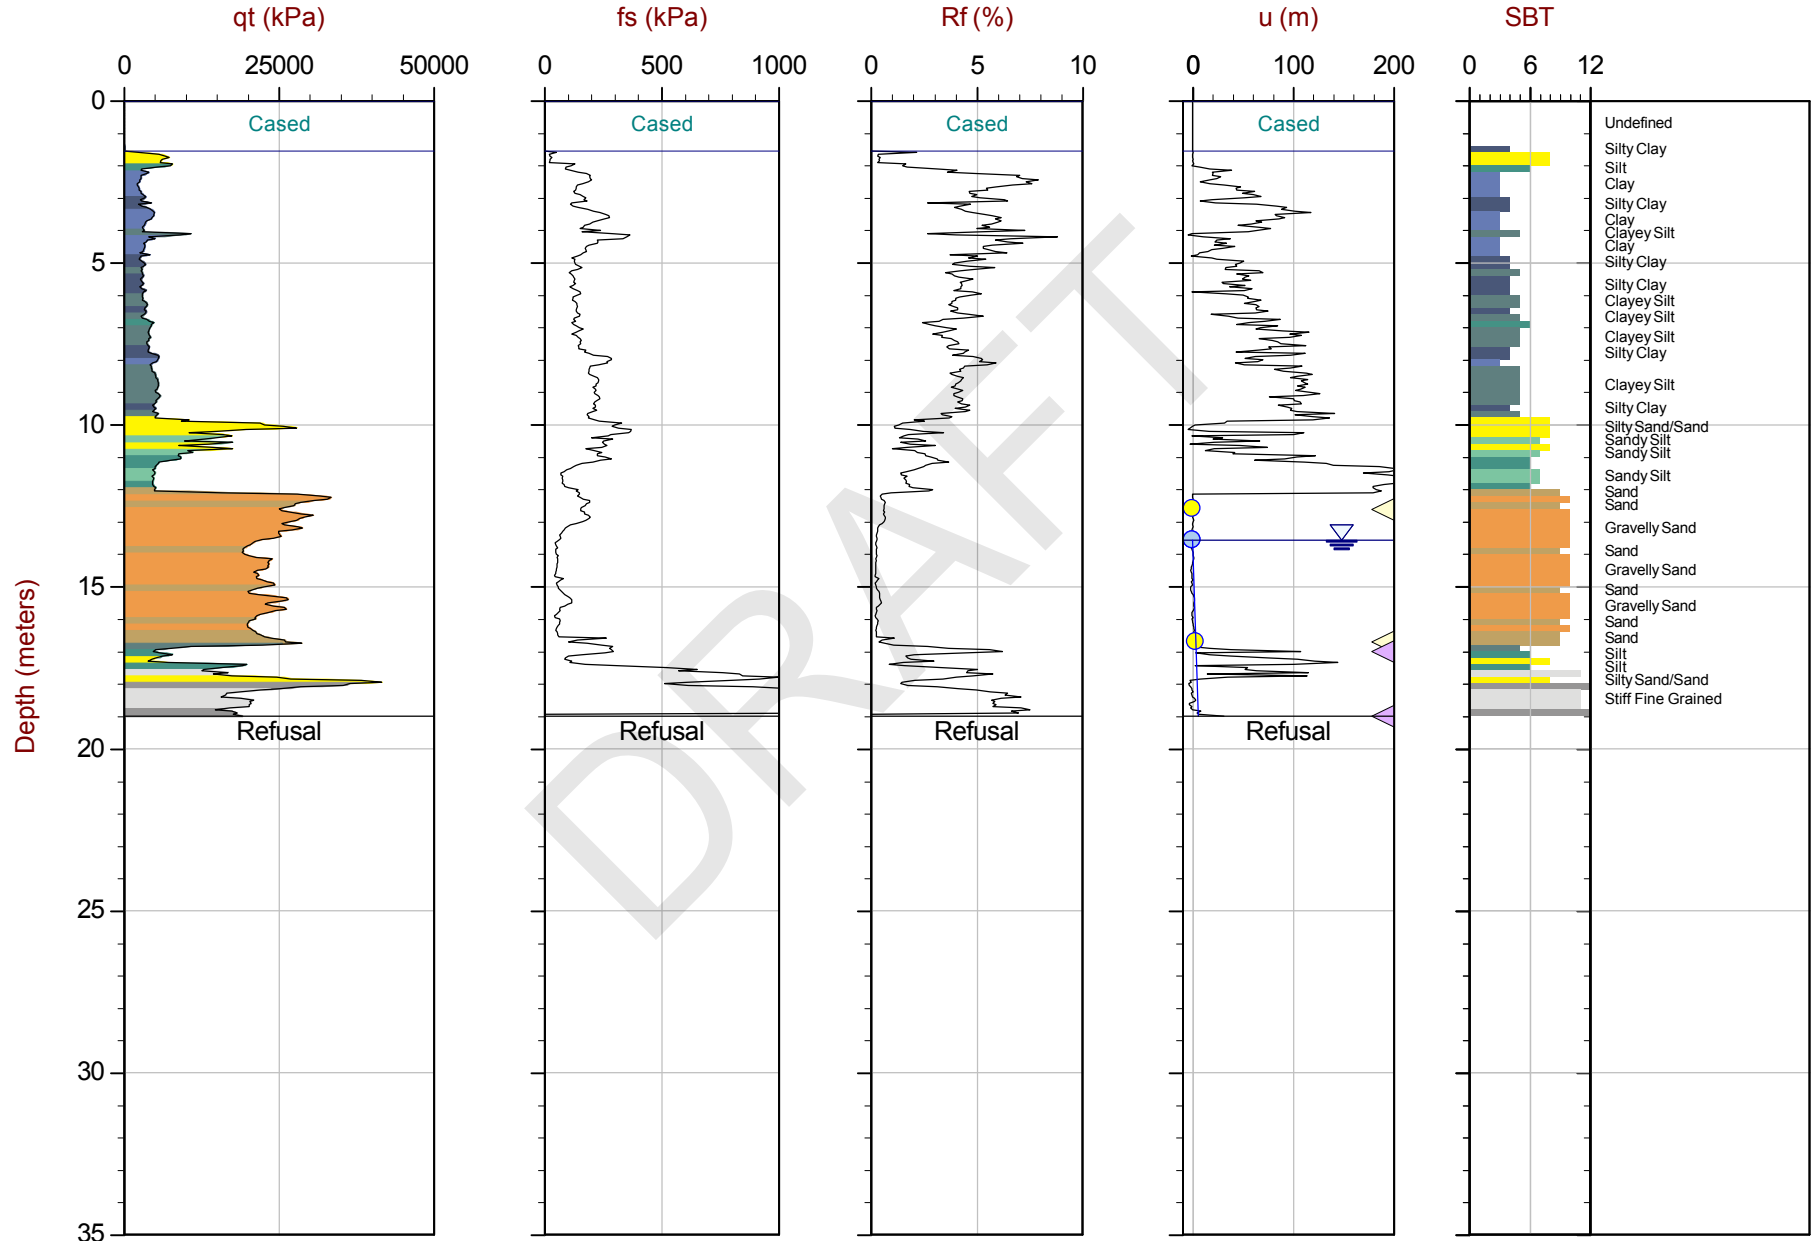 qt (kPa) fs (kPa) Rf (%) u (m) SBT
0 25000 50000 0 500 1000 0 5 10 0 100 200 0 6 12
0
Cased Cased Cased Cased
Undefined
Silty Clay
Silt
Clay
Silty Clay
Clay
Clayey Silt
Clay
5
Silty Clay
Silty Clay
Clayey Silt
Clayey Silt
Clayey Silt
Silty Clay
Clayey Silt
Silty Clay
10
Silty Sand/Sand
Sandy Silt
Sandy Silt
Sandy Silt
Sand
Sand
Gravelly Sand
Sand
Gravelly Sand
15
Sand
Gravelly Sand
Sand
Sand
Silt
Silt
Silty Sand/Sand
Stiff Fine Grained
Refusal Refusal Refusal Refusal
20
25
30
35
Depth (meters)
DRAFT